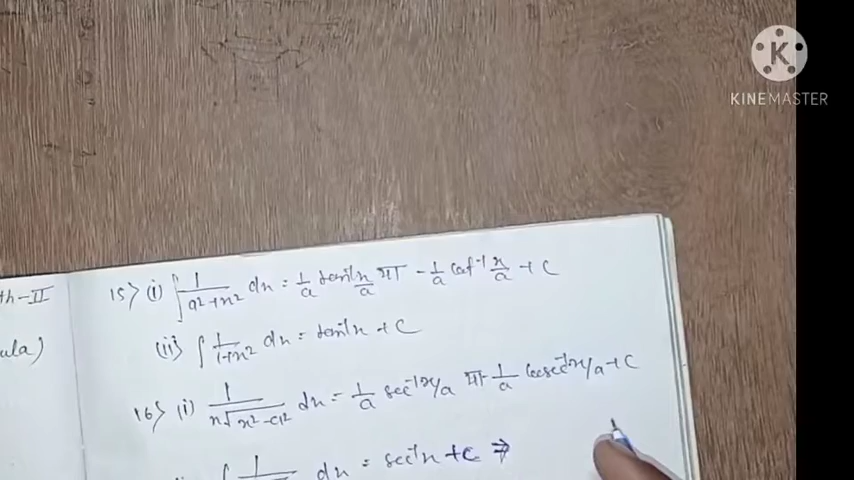 KINEMASTER
th-II
ula)
15> (i) ∫ 1/(a²+x²) dx = 1/a tan⁻¹ x/a या - 1/a cot⁻¹ x/a + C
(ii) ∫ 1/(1+x²) dx = tan⁻¹x + C
16> (i) ∫ 1/(x√(x²-a²)) dx = 1/a sec⁻¹x/a या - 1/a cosec⁻¹x/a + C
dx = sec⁻¹x + C ⇒